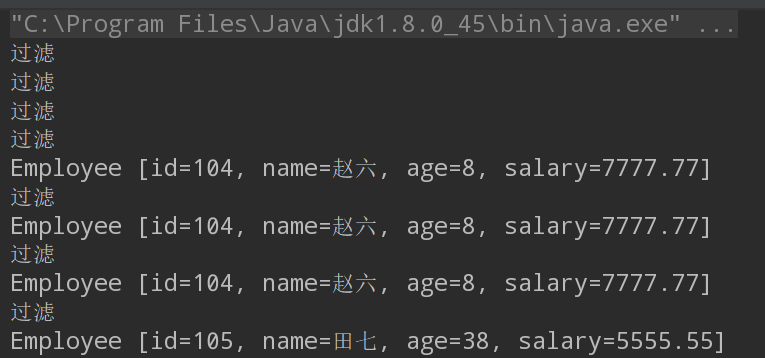 "C:\Program Files\Java\jdk1.8.0_45\bin\java.exe" ...
过滤
过滤
过滤
过滤
Employee [id=104, name=赵六, age=8, salary=7777.77]
过滤
Employee [id=104, name=赵六, age=8, salary=7777.77]
过滤
Employee [id=104, name=赵六, age=8, salary=7777.77]
过滤
Employee [id=105, name=田七, age=38, salary=5555.55]